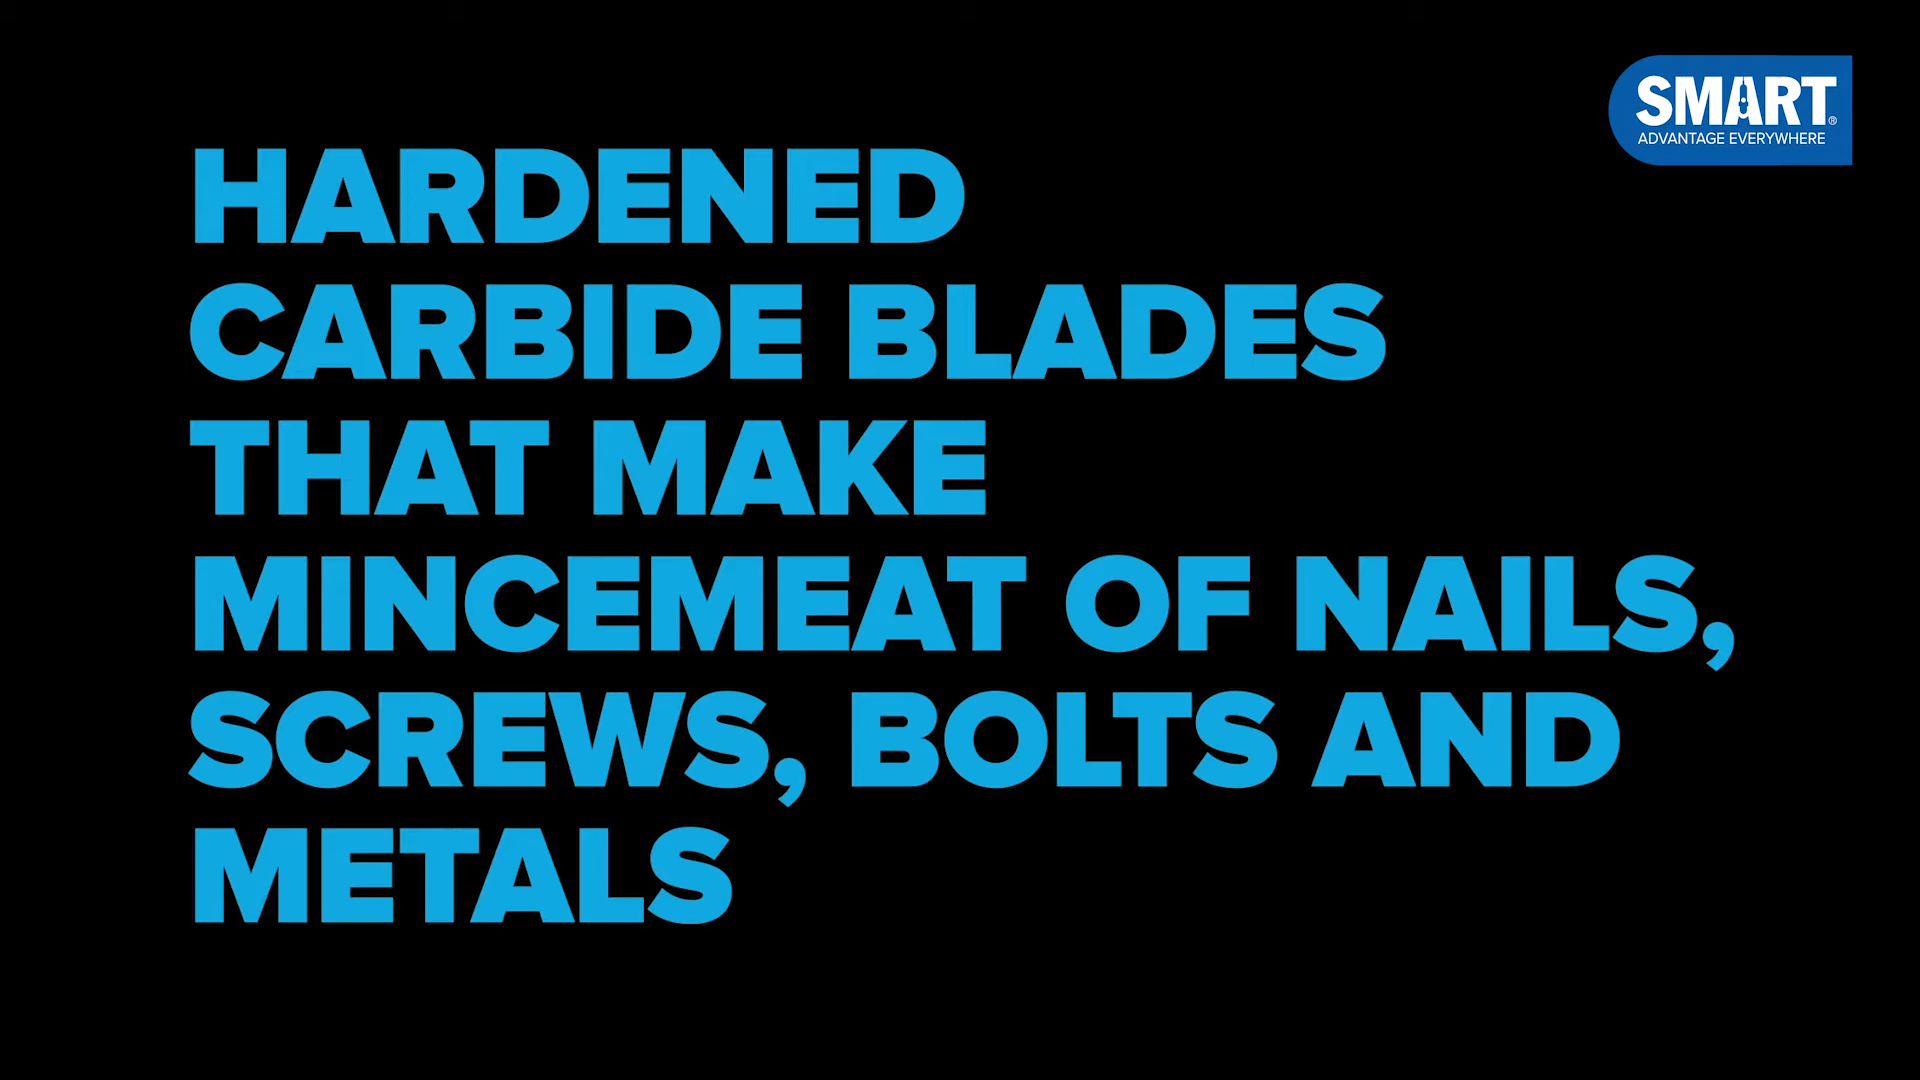 SMART®
ADVANTAGE EVERYWHERE
HARDENED
CARBIDE BLADES
THAT MAKE
MINCEMEAT OF NAILS,
SCREWS, BOLTS AND
METALS